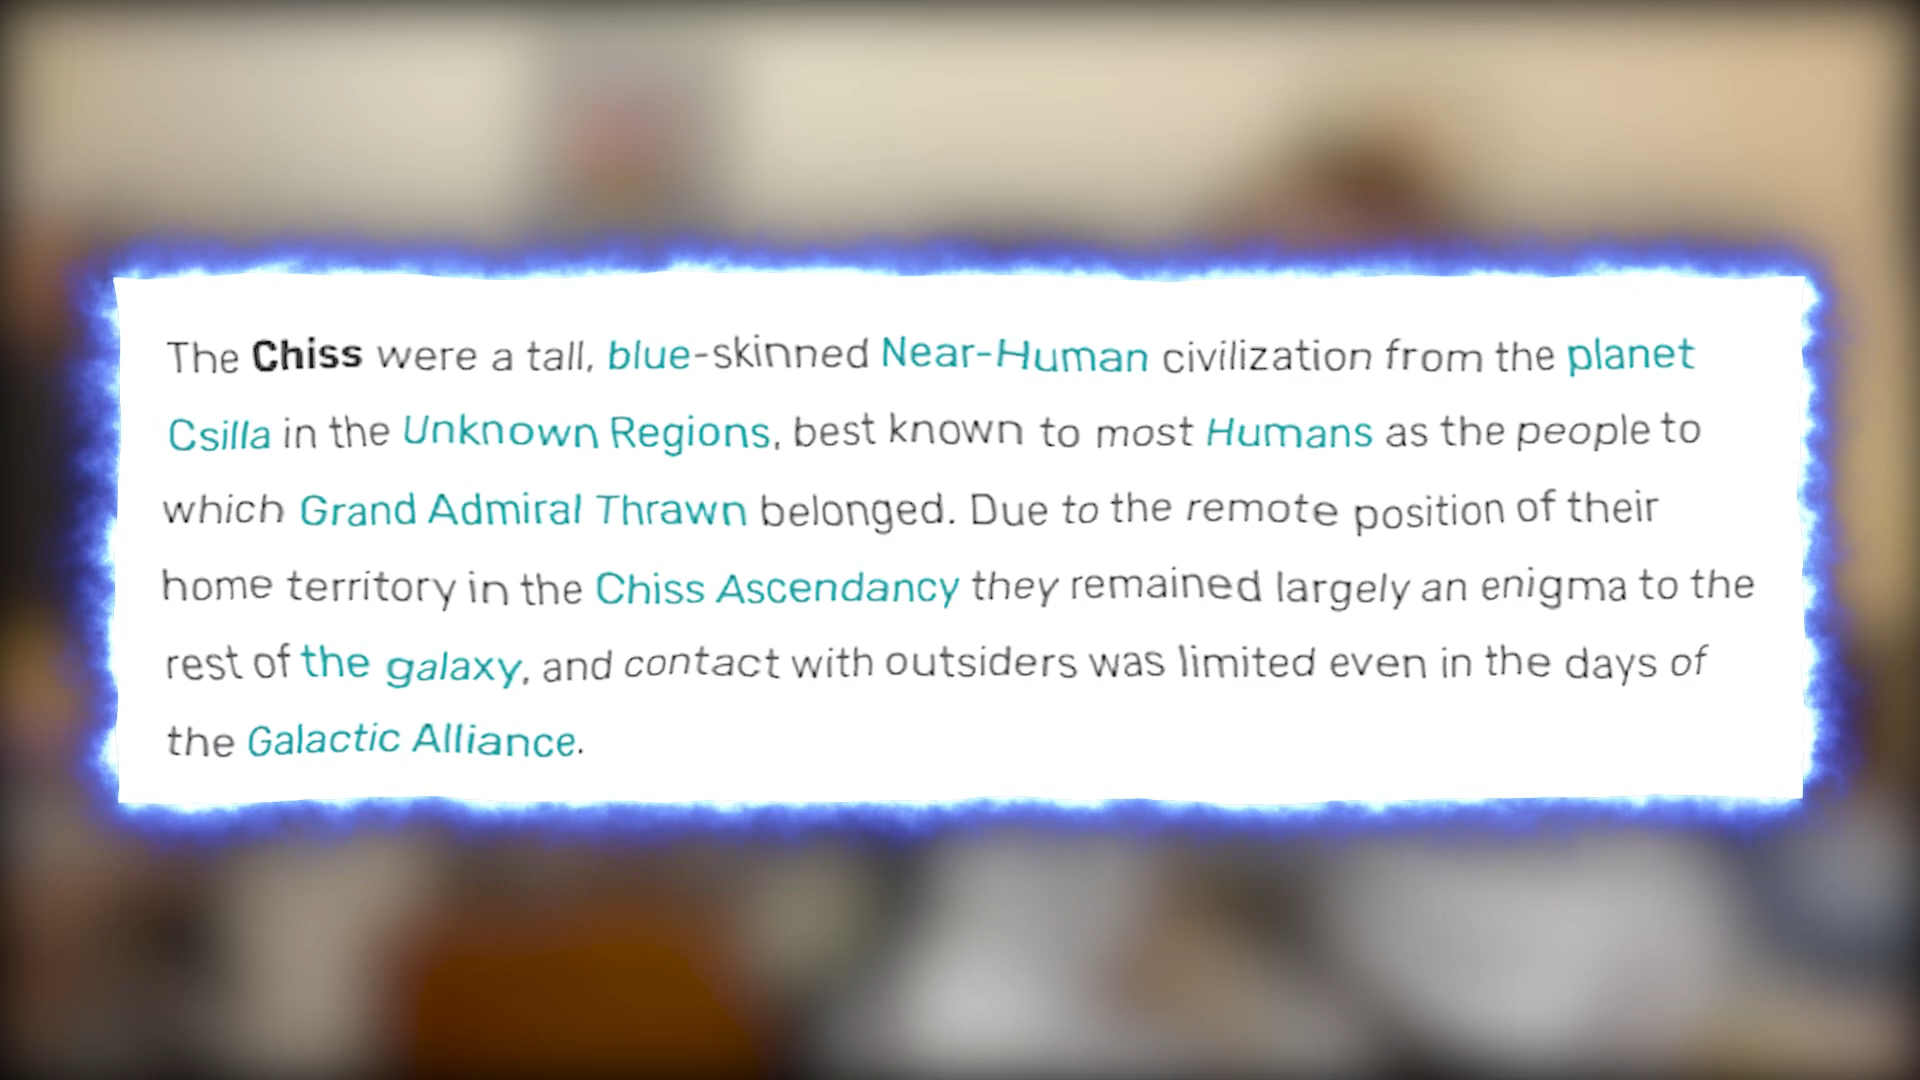 The Chiss were a tall, blue-skinned Near-Human civilization from the planet
Csilla in the Unknown Regions, best known to most Humans as the people to
which Grand Admiral Thrawn belonged. Due to the remote position of their
home territory in the Chiss Ascendancy they remained largely an enigma to the
rest of the galaxy, and contact with outsiders was limited even in the days of
the Galactic Alliance.